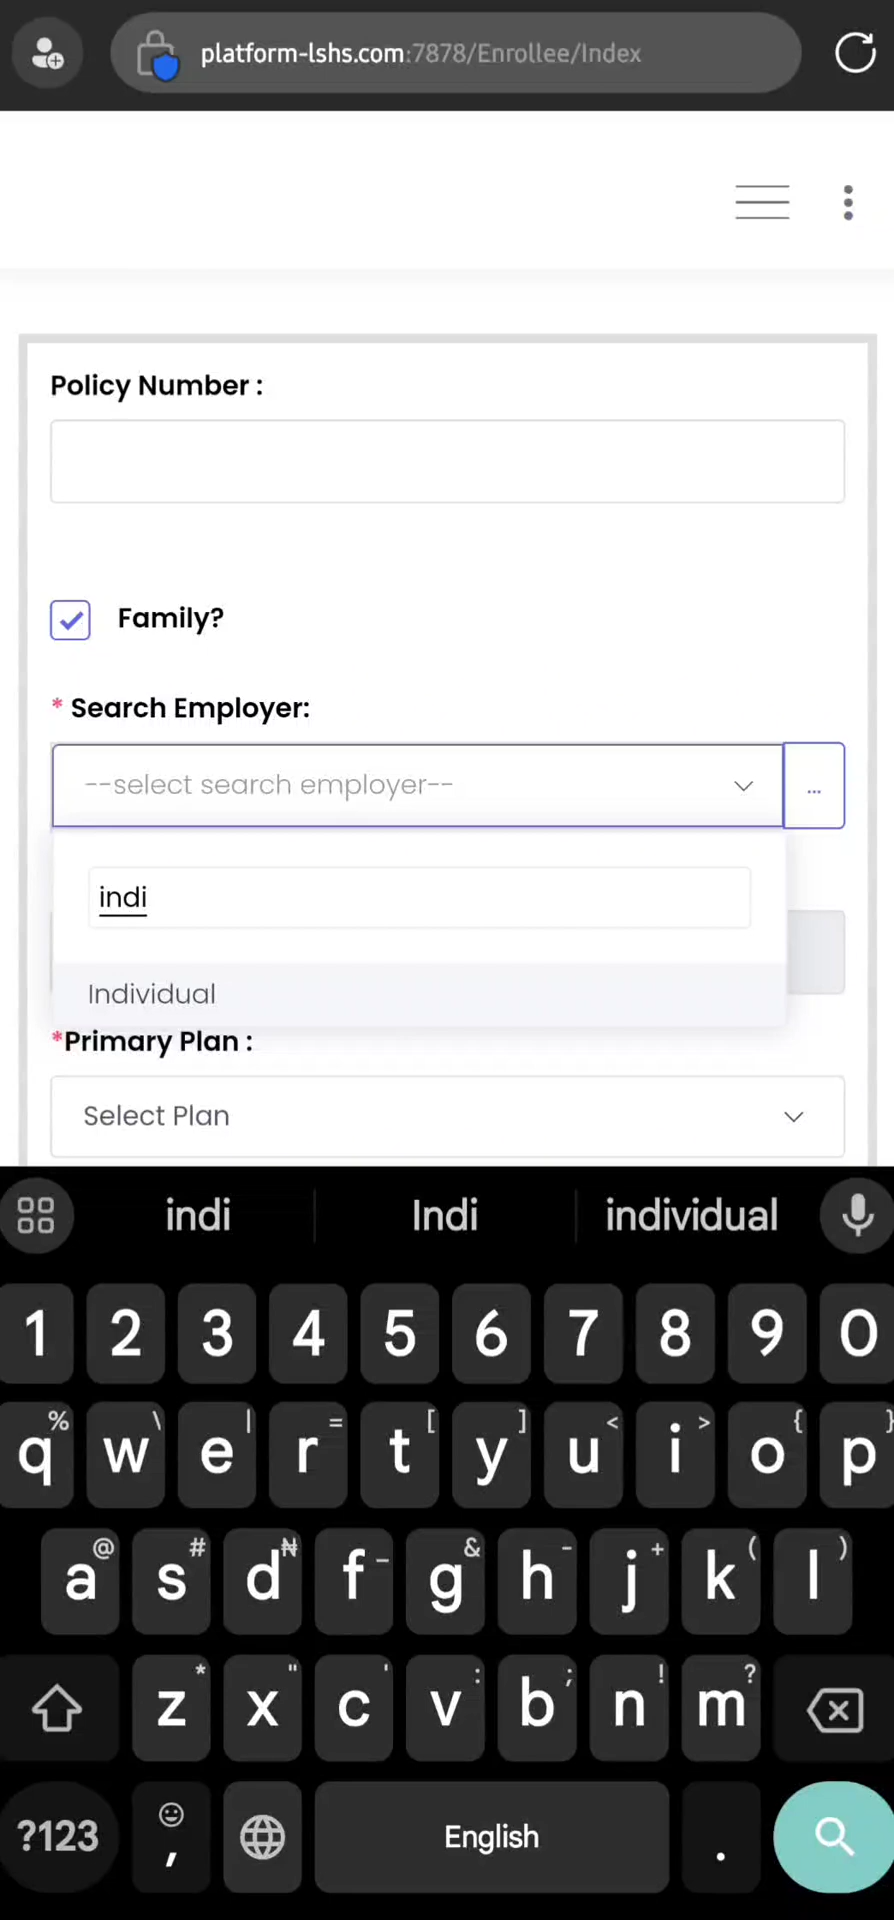 platform-lshs.com:7878/Enrollee/Index
Policy Number :
Family?
* Search Employer:
--select search employer--
...
indi
Individual
*Primary Plan :
Select Plan
indi Indi individual
1 2 3 4 5 6 7 8 9 0
% \ | = [ ] < > { }
q w e r t y u i o p
@ # ₦ _ & - + ( )
a s d f g h j k l
* " ' : ; ! ?
z x c v b n m
?123 , English .